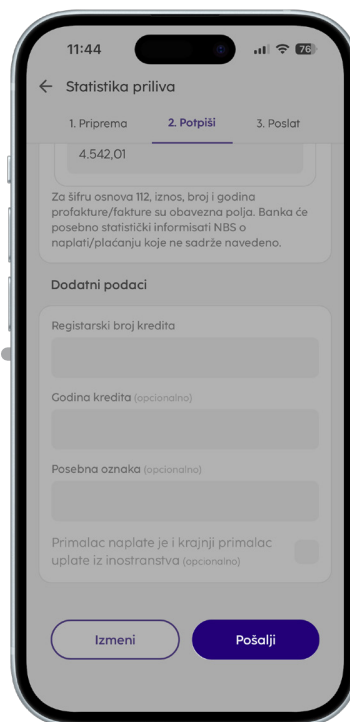 11:44
76
Statistika priliva
1. Priprema 2. Potpiši 3. Poslat
4.542,01
Za šifru osnova 112, iznos, broj i godina
profakture/fakture su obavezna polja. Banka će
posebno statistički informisati NBS o
naplati/plaćanju koje ne sadrže navedeno.
Dodatni podaci
Registarski broj kredita
Godina kredita (opcionalno)
Posebna oznaka (opcionalno)
Primalac naplate je i krajnji primalac
uplate iz inostranstva (opcionalno)
Izmeni Pošalji